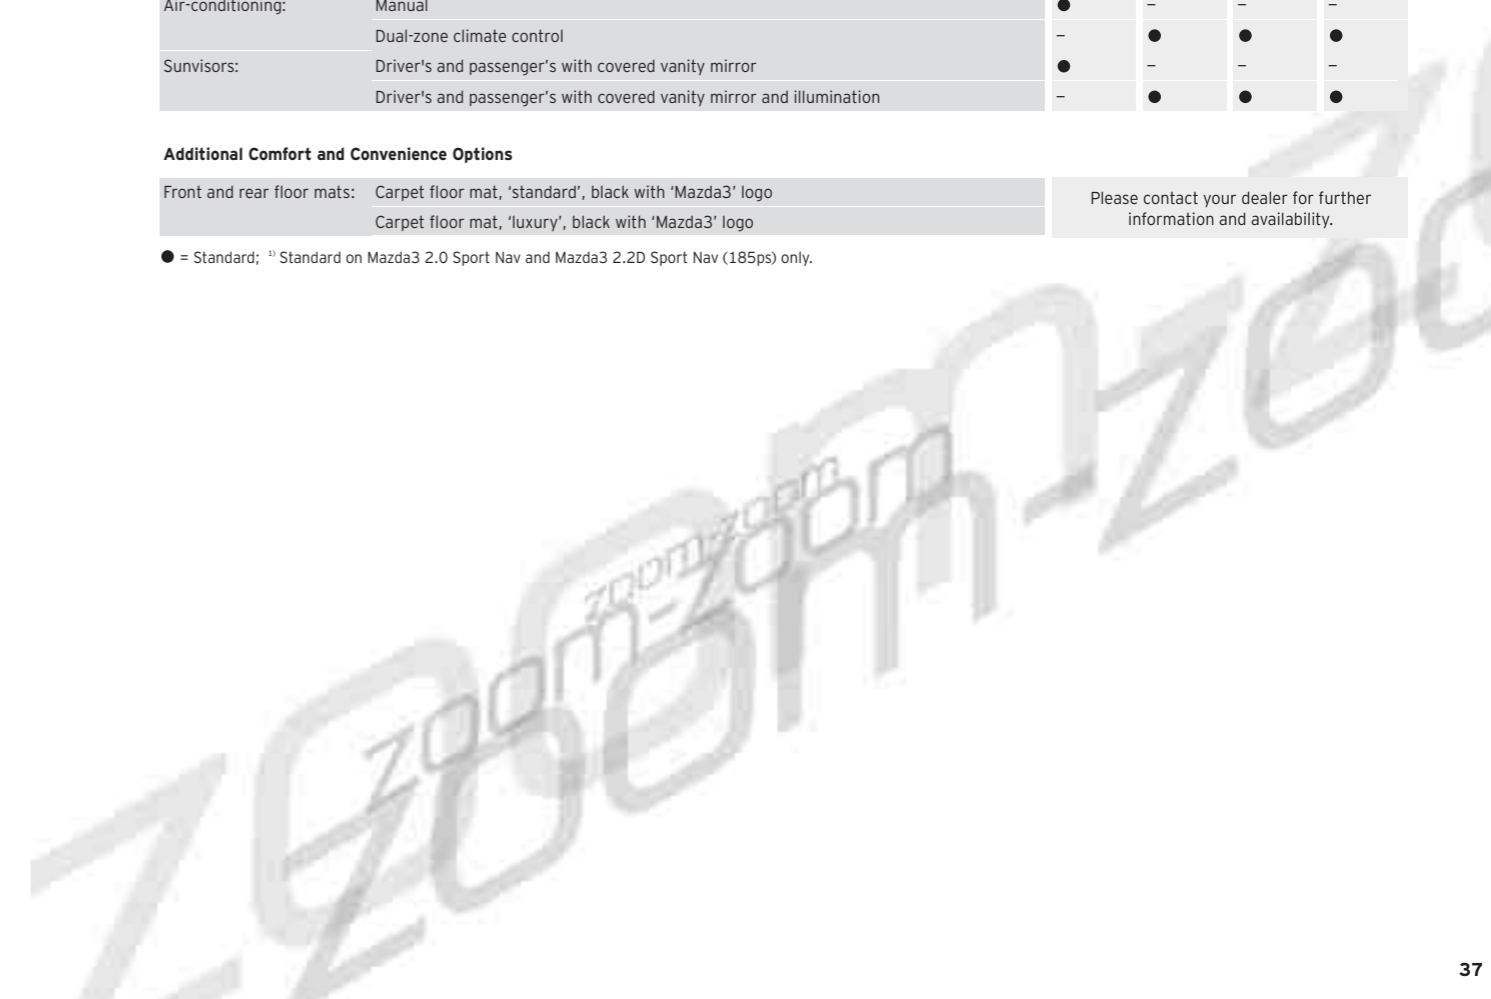 Air-conditioning: Manual ● – – –
Dual-zone climate control – ● ● ●
Sunvisors: Driver's and passenger’s with covered vanity mirror ● – – –
Driver's and passenger’s with covered vanity mirror and illumination – ● ● ●
Additional Comfort and Convenience Options
Front and rear floor mats: Carpet floor mat, ‘standard’, black with ‘Mazda3’ logo
Carpet floor mat, ‘luxury’, black with ‘Mazda3’ logo
Please contact your dealer for further
information and availability.
● = Standard; ¹⁾ Standard on Mazda3 2.0 Sport Nav and Mazda3 2.2D Sport Nav (185ps) only.
zoom-zoom
zoom-zoom
zoom-zoo
zoom
37